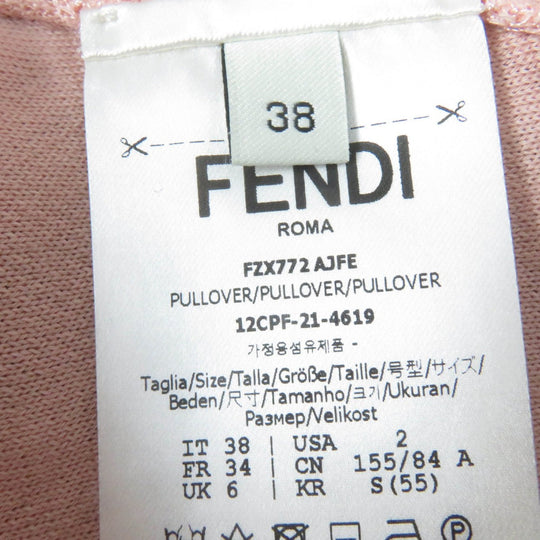 38
FENDI
ROMA
FZX772 AJFE
PULLOVER/PULLOVER/PULLOVER
12CPF-21-4619
가정용섬유제품 -
Taglia/Size/Talla/Größe/Taille/号型/サイズ/
Beden/尺寸/Tamanho/크기/Ukuran/
Размер/Velikost
IT 38 | USA 2
FR 34 | CN 155/84 A
UK 6 | KR S(55)
P